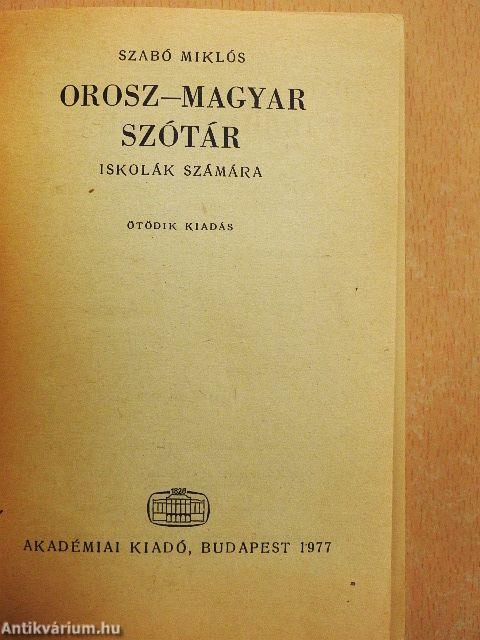 SZABÓ MIKLÓS
OROSZ–MAGYAR
SZÓTÁR
ISKOLÁK SZÁMÁRA
ÖTÖDIK KIADÁS
1828
AKADÉMIAI KIADÓ, BUDAPEST 1977
Antikvárium.hu